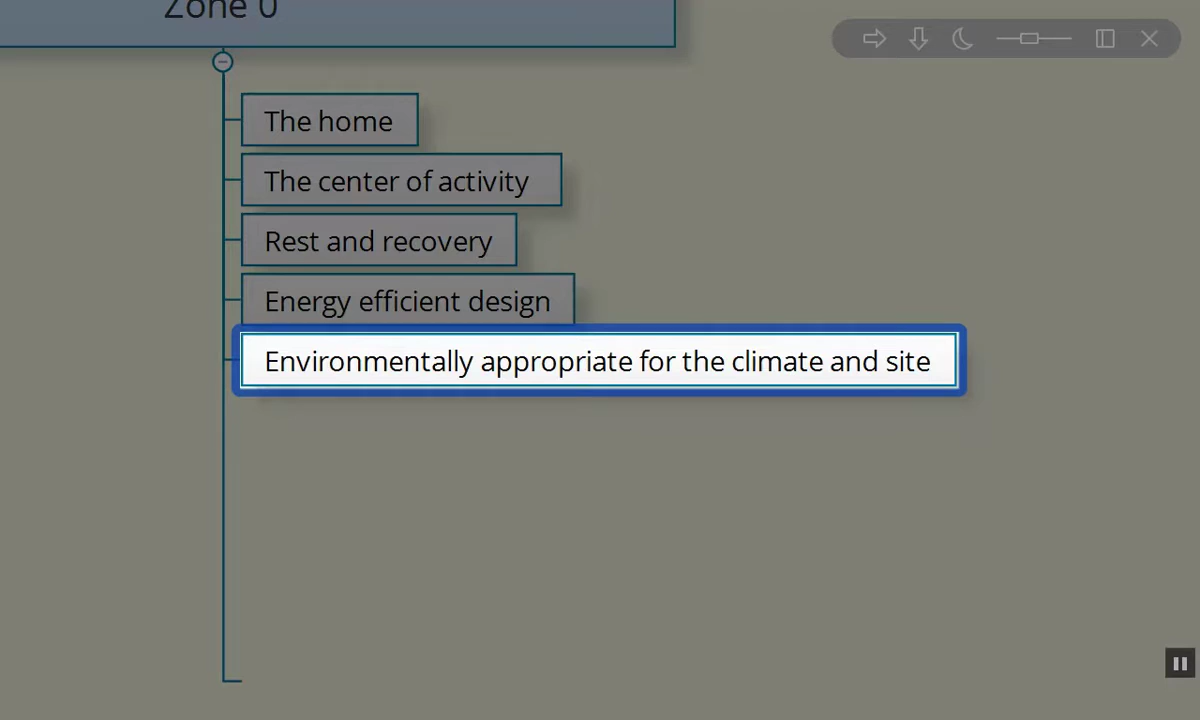 Zone 0
The home
The center of activity
Rest and recovery
Energy efficient design
Environmentally appropriate for the climate and site